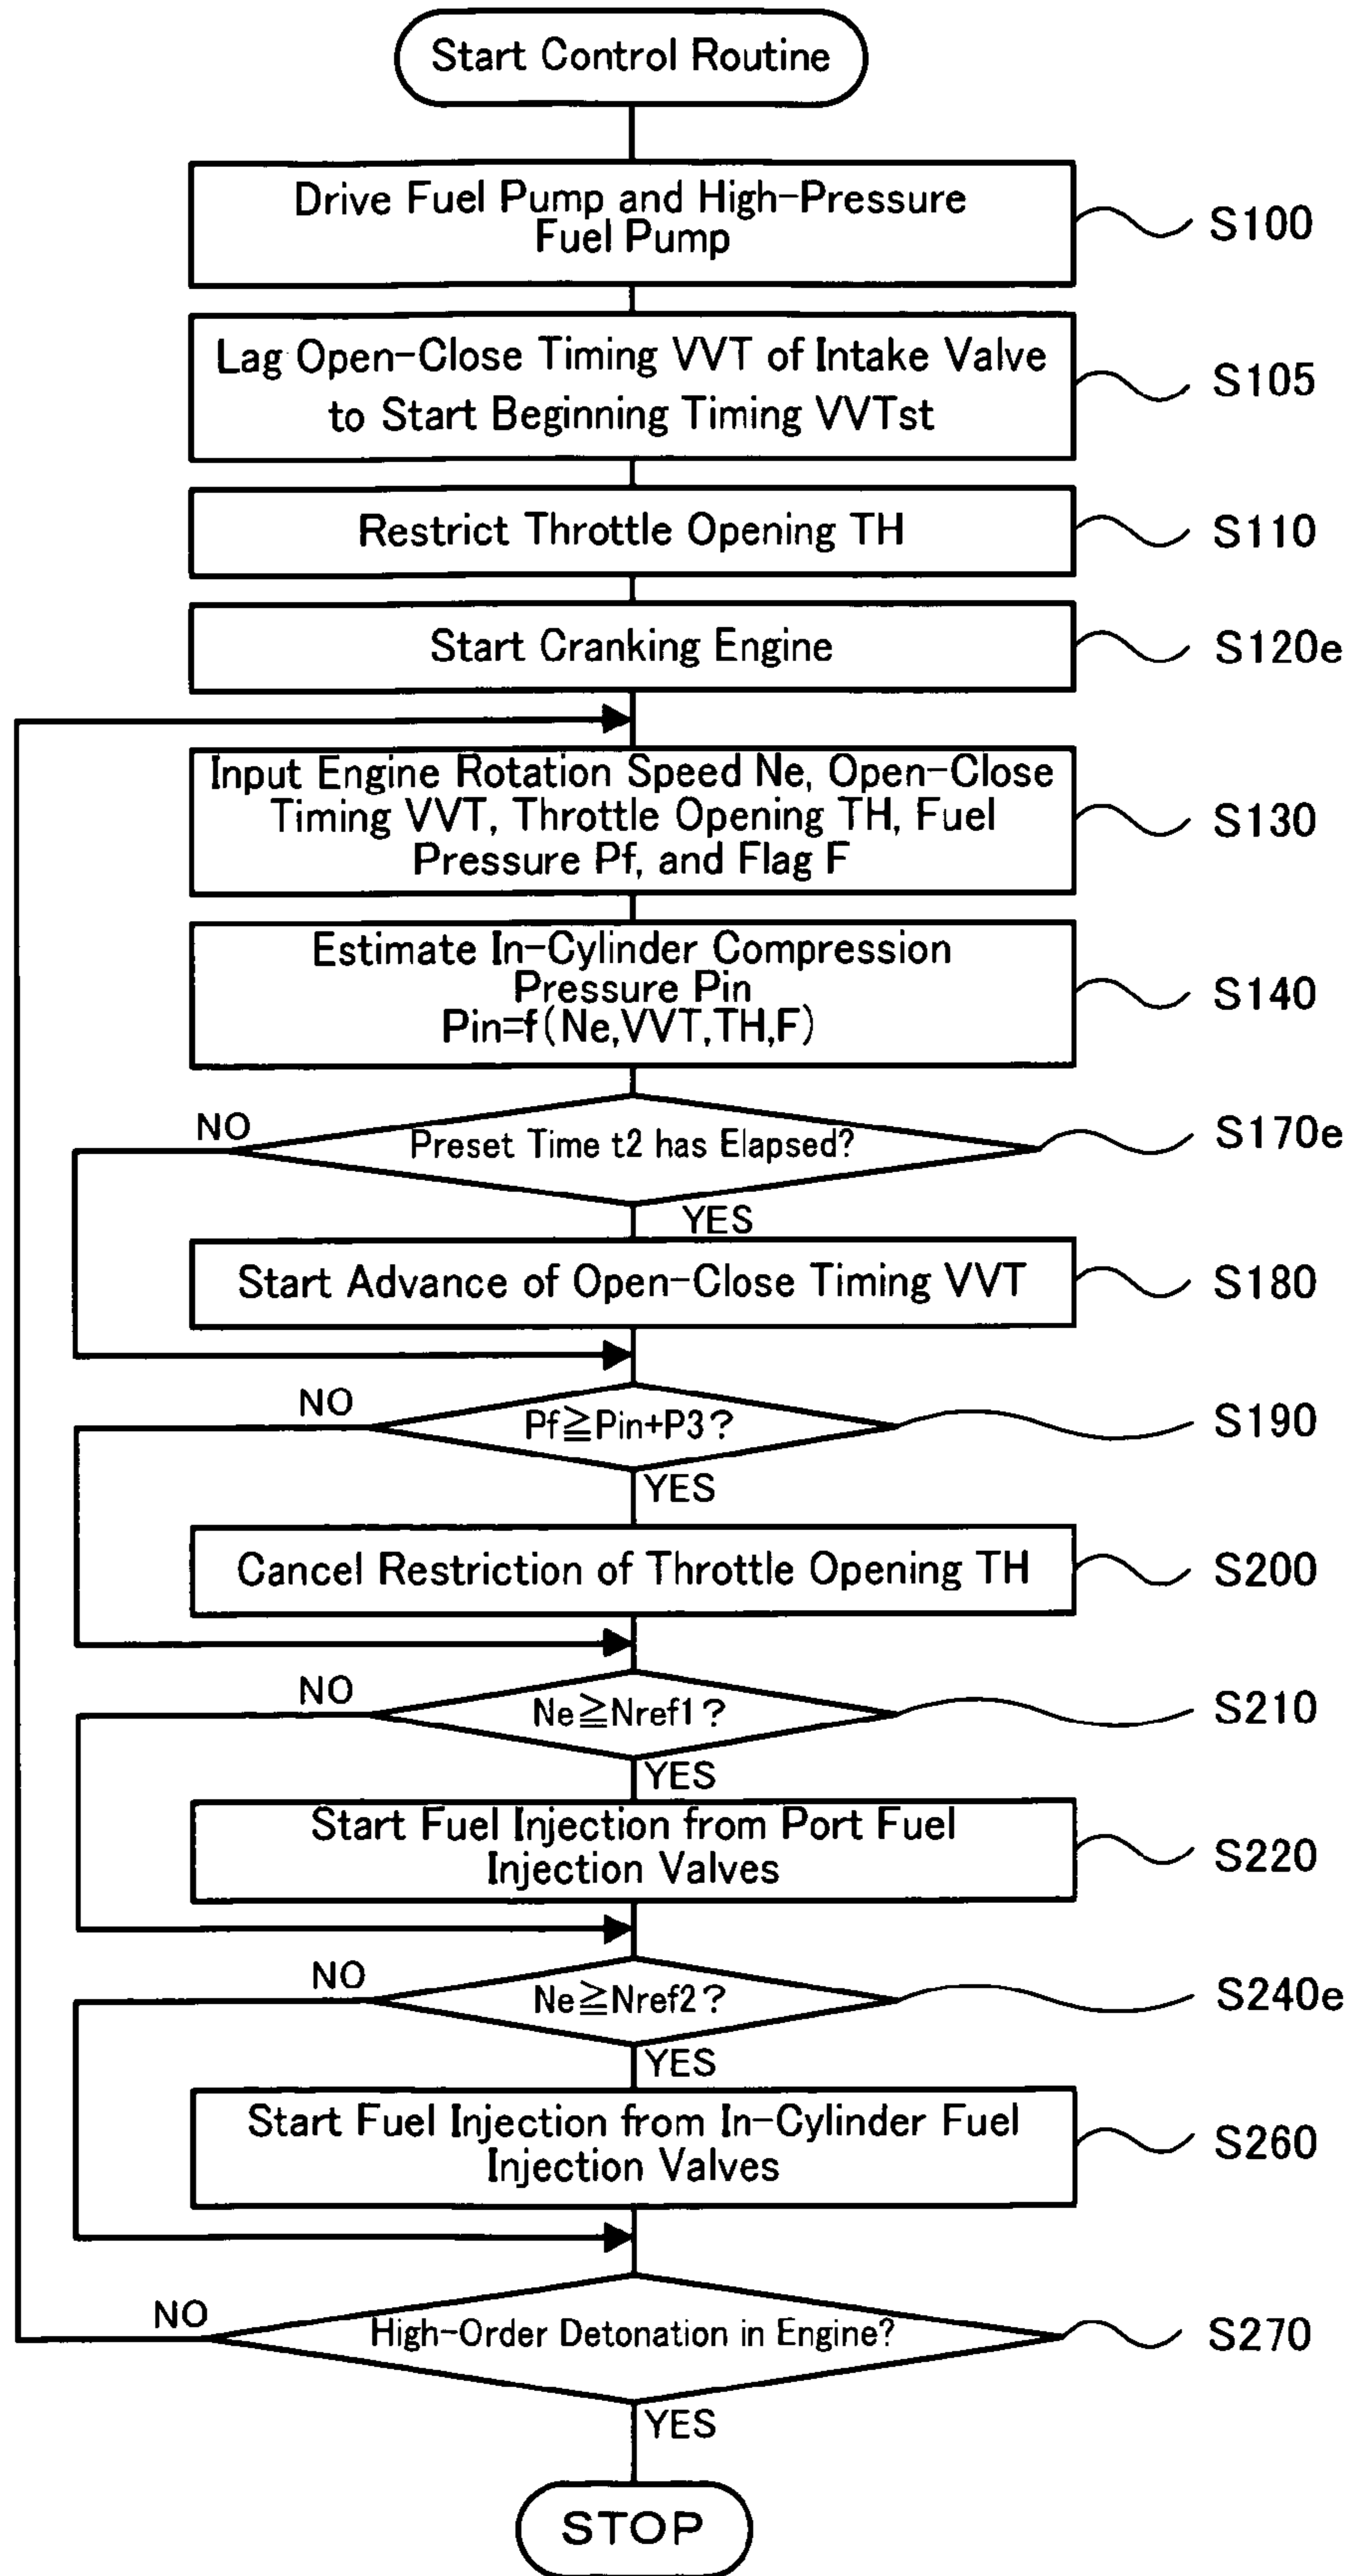 Start Control Routine
Drive Fuel Pump and High-Pressure
Fuel Pump
S100
Lag Open-Close Timing VVT of Intake Valve
to Start Beginning Timing VVTst
S105
Restrict Throttle Opening TH
S110
Start Cranking Engine
S120e
Input Engine Rotation Speed Ne, Open-Close
Timing VVT, Throttle Opening TH, Fuel
Pressure Pf, and Flag F
S130
Estimate In-Cylinder Compression
Pressure Pin
Pin=f(Ne,VVT,TH,F)
S140
NO
Preset Time t2 has Elapsed?
S170e
YES
Start Advance of Open-Close Timing VVT
S180
NO
Pf≧Pin+P3?
S190
YES
Cancel Restriction of Throttle Opening TH
S200
NO
Ne≧Nref1?
S210
YES
Start Fuel Injection from Port Fuel
Injection Valves
S220
NO
Ne≧Nref2?
S240e
YES
Start Fuel Injection from In-Cylinder Fuel
Injection Valves
S260
NO
High-Order Detonation in Engine?
S270
YES
STOP